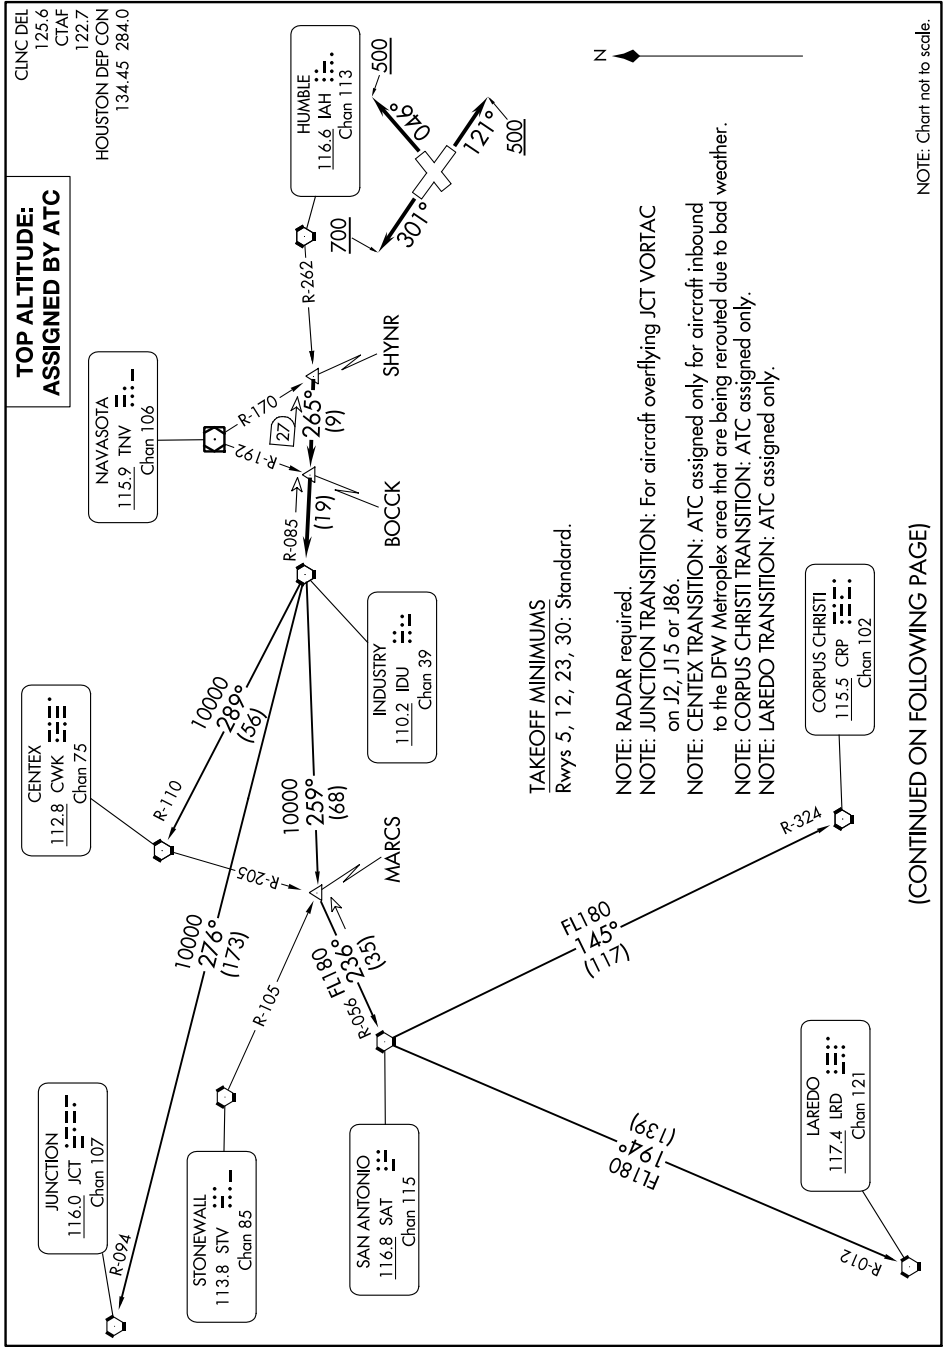 CLNC DEL
125.6
CTAF
122.7
HOUSTON DEP CON
134.45 284.0
TOP ALTITUDE:
ASSIGNED BY ATC
JUNCTION
116.0 JCT
Chan 107
R-094
10000
276°
(173)
CENTEX
112.8 CWK
Chan 75
R-110
R-205
10000
289°
(56)
NAVASOTA
115.9 TNV
Chan 106
R-192
R-170
27
HUMBLE
116.6 IAH
Chan 113
R-262
SHYNR
265°
(9)
BOCCK
(19)
R-085
INDUSTRY
110.2 IDU
Chan 39
700
301°
046°
500
121°
500
STONEWALL
113.8 STV
Chan 85
R-105
10000
259°
(68)
MARCS
FL180
236°
(35)
R-056
SAN ANTONIO
116.8 SAT
Chan 115
FL180
145°
(117)
R-324
CORPUS CHRISTI
115.5 CRP
Chan 102
FL180
194°
(139)
R-012
LAREDO
117.4 LRD
Chan 121
N
TAKEOFF MINIMUMS
Rwys 5, 12, 23, 30: Standard.
NOTE: RADAR required.
NOTE: JUNCTION TRANSITION: For aircraft overflying JCT VORTAC
on J2, J15 or J86.
NOTE: CENTEX TRANSITION: ATC assigned only for aircraft inbound
to the DFW Metroplex area that are being rerouted due to bad weather.
NOTE: CORPUS CHRISTI TRANSITION: ATC assigned only.
NOTE: LAREDO TRANSITION: ATC assigned only.
(CONTINUED ON FOLLOWING PAGE)
NOTE: Chart not to scale.